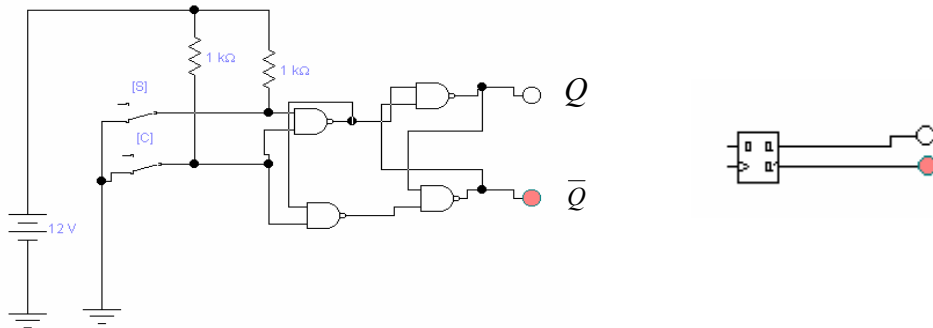 1 kΩ
1 kΩ
[S]
[C]
Q
Q̅
12 V
D Q
Q'